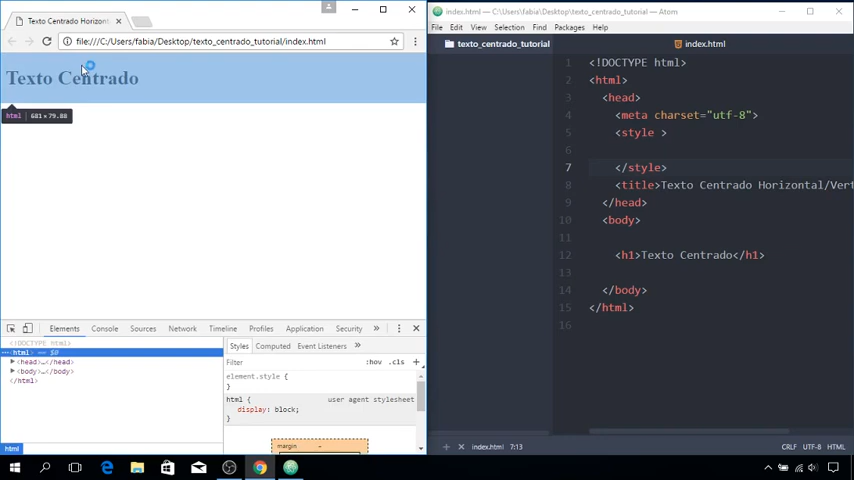 Texto Centrado Horizont
file:///C:/Users/fabia/Desktop/texto_centrado_tutorial/index.html
Texto Centrado
html | 681 × 79.88
Elements Console Sources Network Timeline Profiles Application Security »
<!DOCTYPE html>
···<html> == $0
<head>…</head>
<body>…</body>
</html>
html
Styles Computed Event Listeners »
Filter :hov .cls +
element.style {
}
html { user agent stylesheet
display: block;
}
margin –
index.html — C:\Users\fabia\Desktop\texto_centrado_tutorial — Atom
File Edit View Selection Find Packages Help
texto_centrado_tutorial
index.html
1 <!DOCTYPE html>
2 <html>
3 <head>
4 <meta charset="utf-8">
5 <style >
6
7 </style>
8 <title>Texto Centrado Horizontal/Vert
9 </head>
10 <body>
11
12 <h1>Texto Centrado</h1>
13
14 </body>
15 </html>
16
index.html 7:13 CRLF UTF-8 HTML